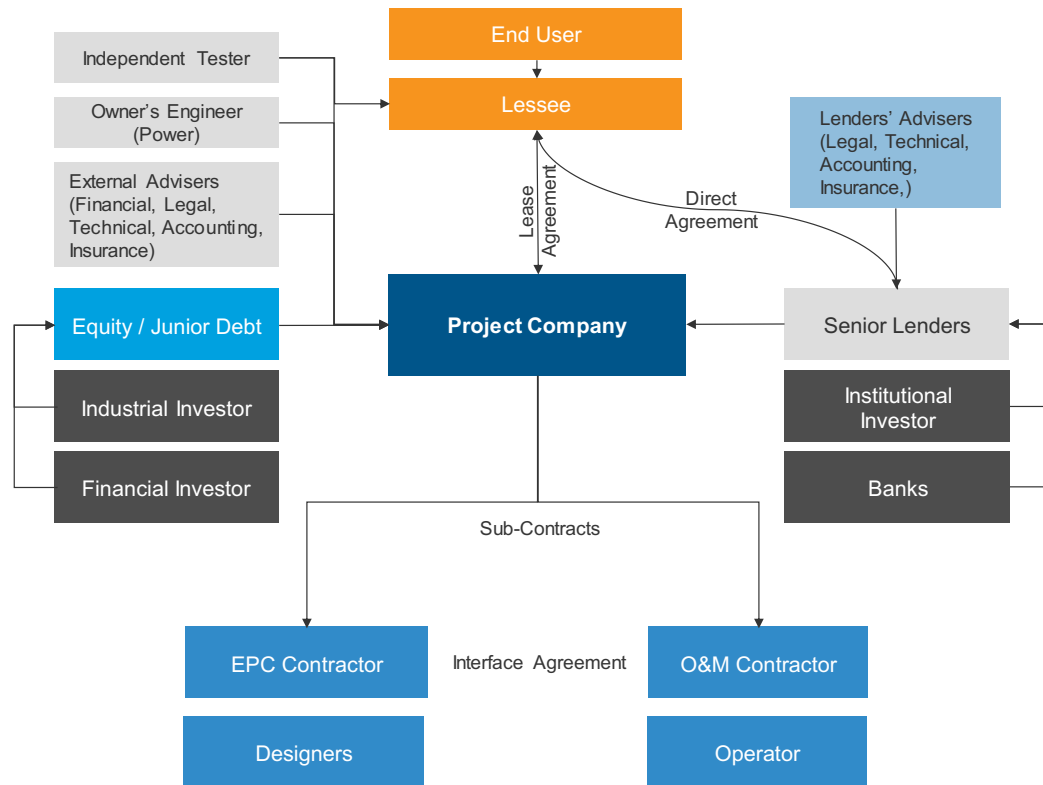 End User
Independent Tester
Lessee
Owner's Engineer
(Power)
Lenders' Advisers
(Legal, Technical,
Accounting,
Insurance,)
External Advisers
(Financial, Legal,
Technical, Accounting,
Insurance)
Lease
Agreement
Direct
Agreement
Equity / Junior Debt
Project Company
Senior Lenders
Industrial Investor
Institutional
Investor
Financial Investor
Banks
Sub-Contracts
EPC Contractor
Interface Agreement
O&M Contractor
Designers
Operator